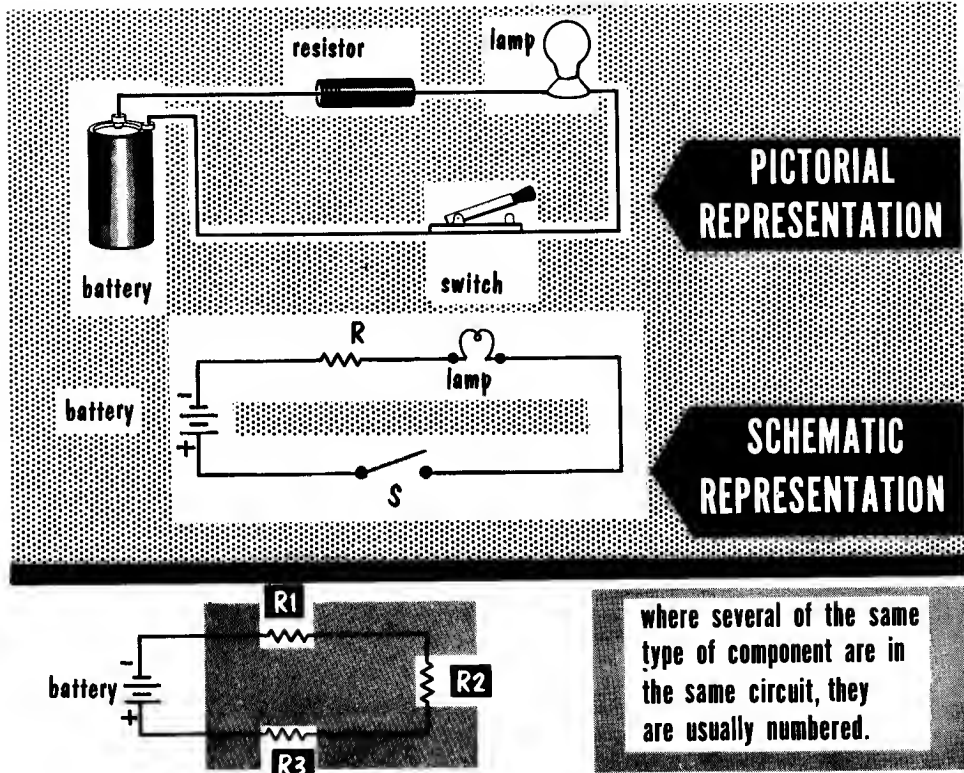 resistor
lamp
PICTORIAL
REPRESENTATION
battery
switch
R
lamp
battery
-
+
S
SCHEMATIC
REPRESENTATION
R1
battery
-
+
R2
R3
where several of the same
type of component are in
the same circuit, they
are usually numbered.